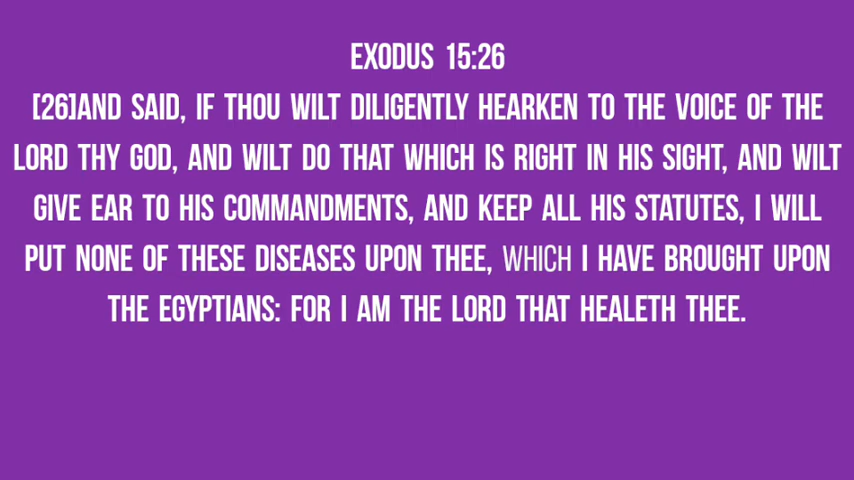 EXODUS 15:26
[26]AND SAID, IF THOU WILT DILIGENTLY HEARKEN TO THE VOICE OF THE
LORD THY GOD, AND WILT DO THAT WHICH IS RIGHT IN HIS SIGHT, AND WILT
GIVE EAR TO HIS COMMANDMENTS, AND KEEP ALL HIS STATUTES, I WILL
PUT NONE OF THESE DISEASES UPON THEE, WHICH I HAVE BROUGHT UPON
THE EGYPTIANS: FOR I AM THE LORD THAT HEALETH THEE.